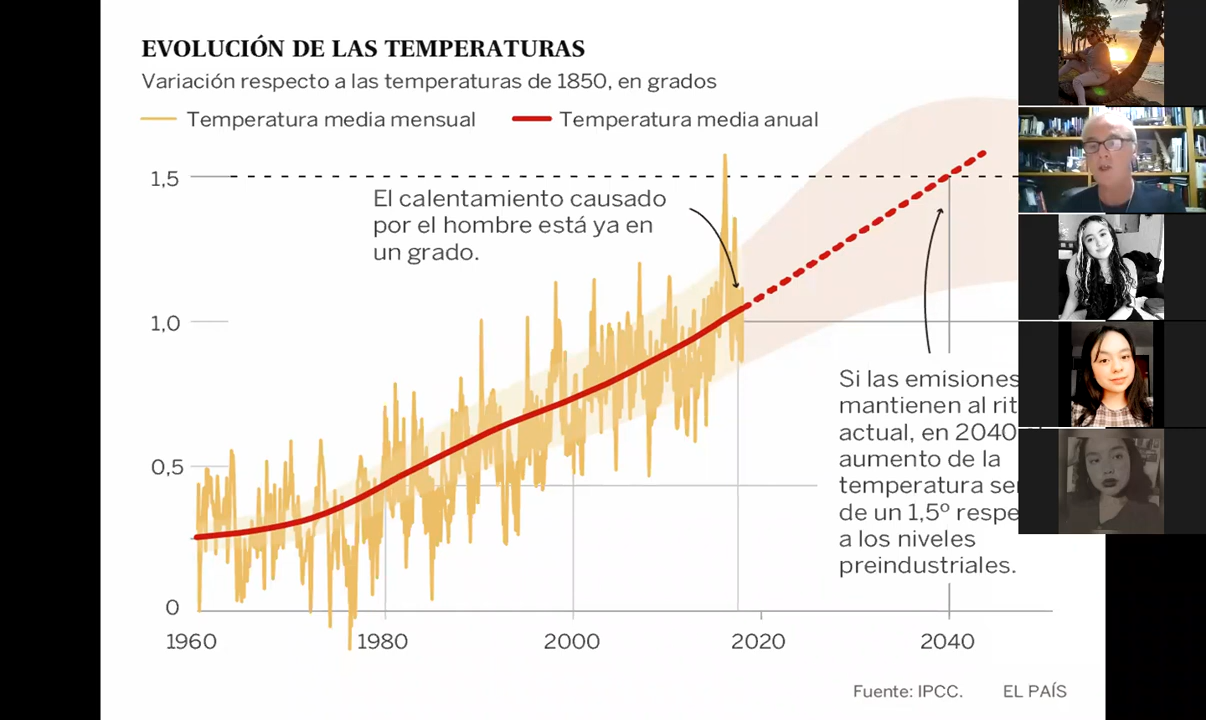 EVOLUCIÓN DE LAS TEMPERATURAS
Variación respecto a las temperaturas de 1850, en grados
Temperatura media mensual Temperatura media anual
1,5
El calentamiento causado
por el hombre está ya en
un grado.
1,0
Si las emisiones
mantienen al
actual, en 2040
0,5
aumento de la
temperatura
de un 1,5º
a los niveles
preindustriales.
0
1960 1980 2000 2020 2040
Fuente: IPCC. EL PAÍS